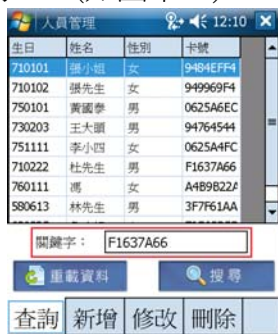 人員管理 12:10
生日 姓名 性別 卡號
710101 張小姐 女 9484EFF4
710102 張先生 女 949969F4
750101 黃國泰 男 0625A6EC
730203 王大頭 男 94764544
751111 李小四 女 0625A4FC
710222 杜先生 男 F1637A66
760111 馮 女 A4B9B22A
580613 林先生 男 3F7F61AA
關鍵字： F1637A66
重載資料 搜尋
查詢 新增 修改 刪除